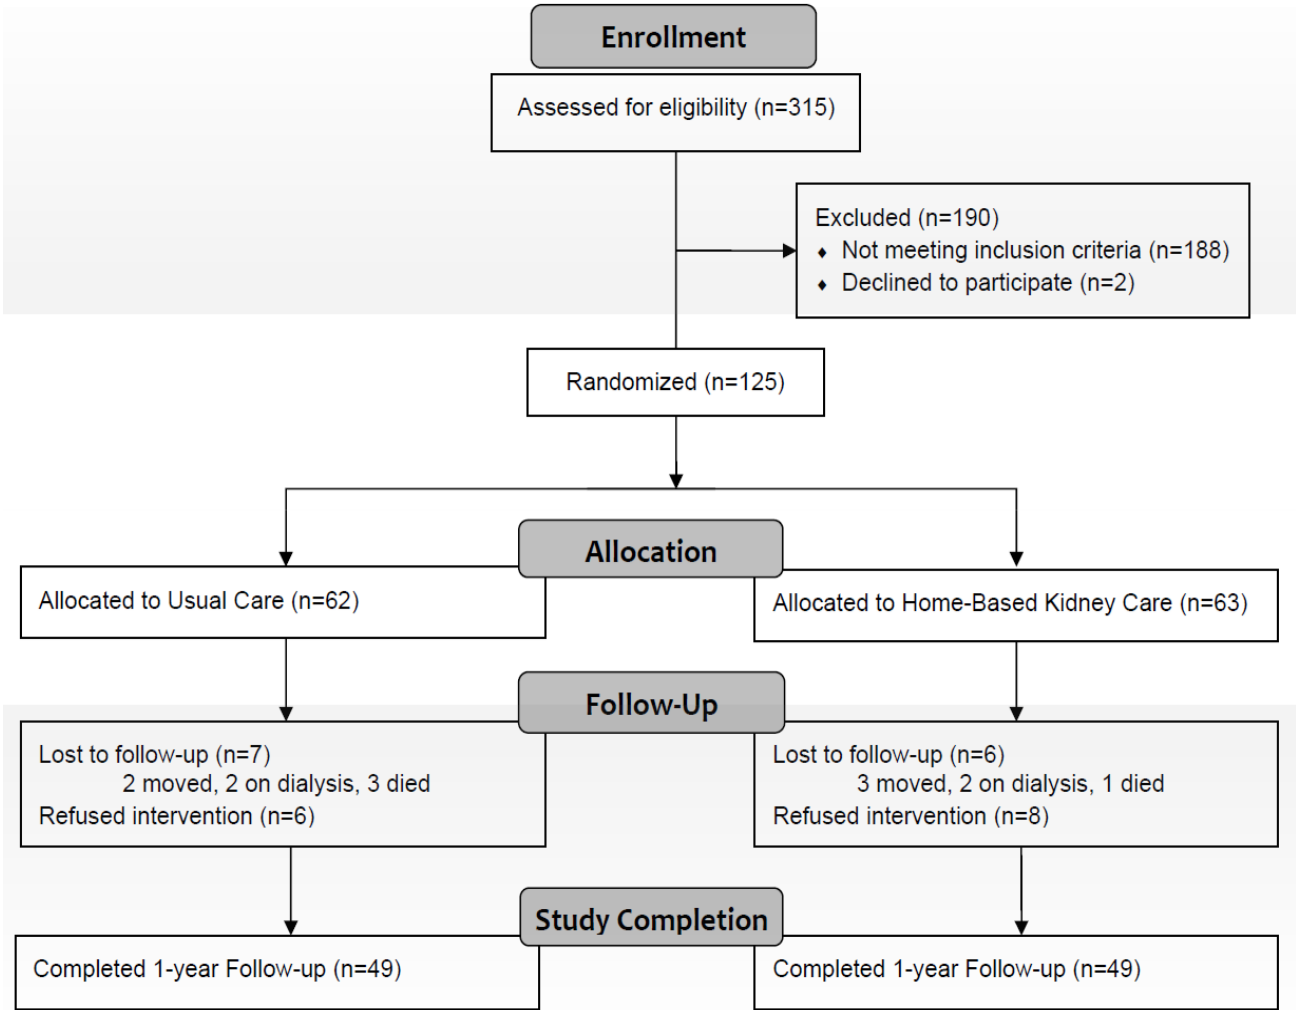 Enrollment
Assessed for eligibility (n=315)
Excluded (n=190)
♦ Not meeting inclusion criteria (n=188)
♦ Declined to participate (n=2)
Randomized (n=125)
Allocation
Allocated to Usual Care (n=62)
Allocated to Home-Based Kidney Care (n=63)
Follow-Up
Lost to follow-up (n=7)
2 moved, 2 on dialysis, 3 died
Refused intervention (n=6)
Lost to follow-up (n=6)
3 moved, 2 on dialysis, 1 died
Refused intervention (n=8)
Study Completion
Completed 1-year Follow-up (n=49)
Completed 1-year Follow-up (n=49)